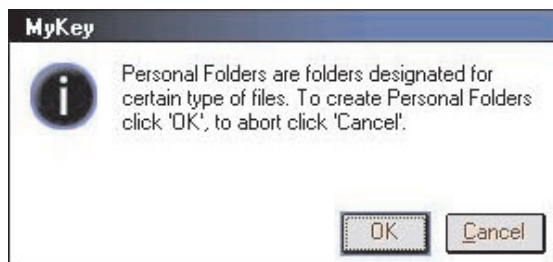 MyKey
Personal Folders are folders designated for
certain type of files. To create Personal Folders
click 'OK', to abort click 'Cancel'.
OK Cancel